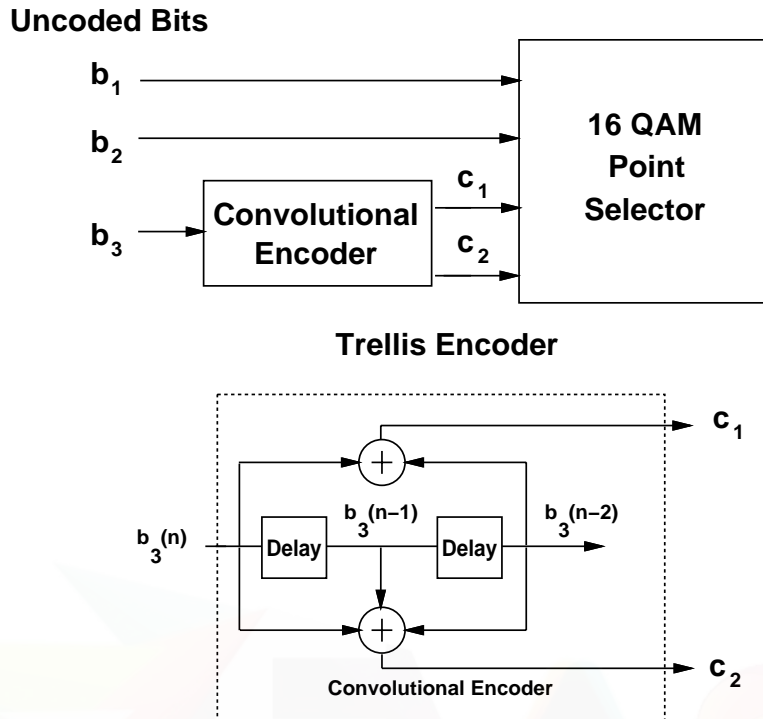 Uncoded Bits
b1
b2
b3
Convolutional
Encoder
c1
c2
16 QAM
Point
Selector
Trellis Encoder
c1
+
b3(n)
Delay
b3(n−1)
Delay
b3(n−2)
+
c2
Convolutional Encoder